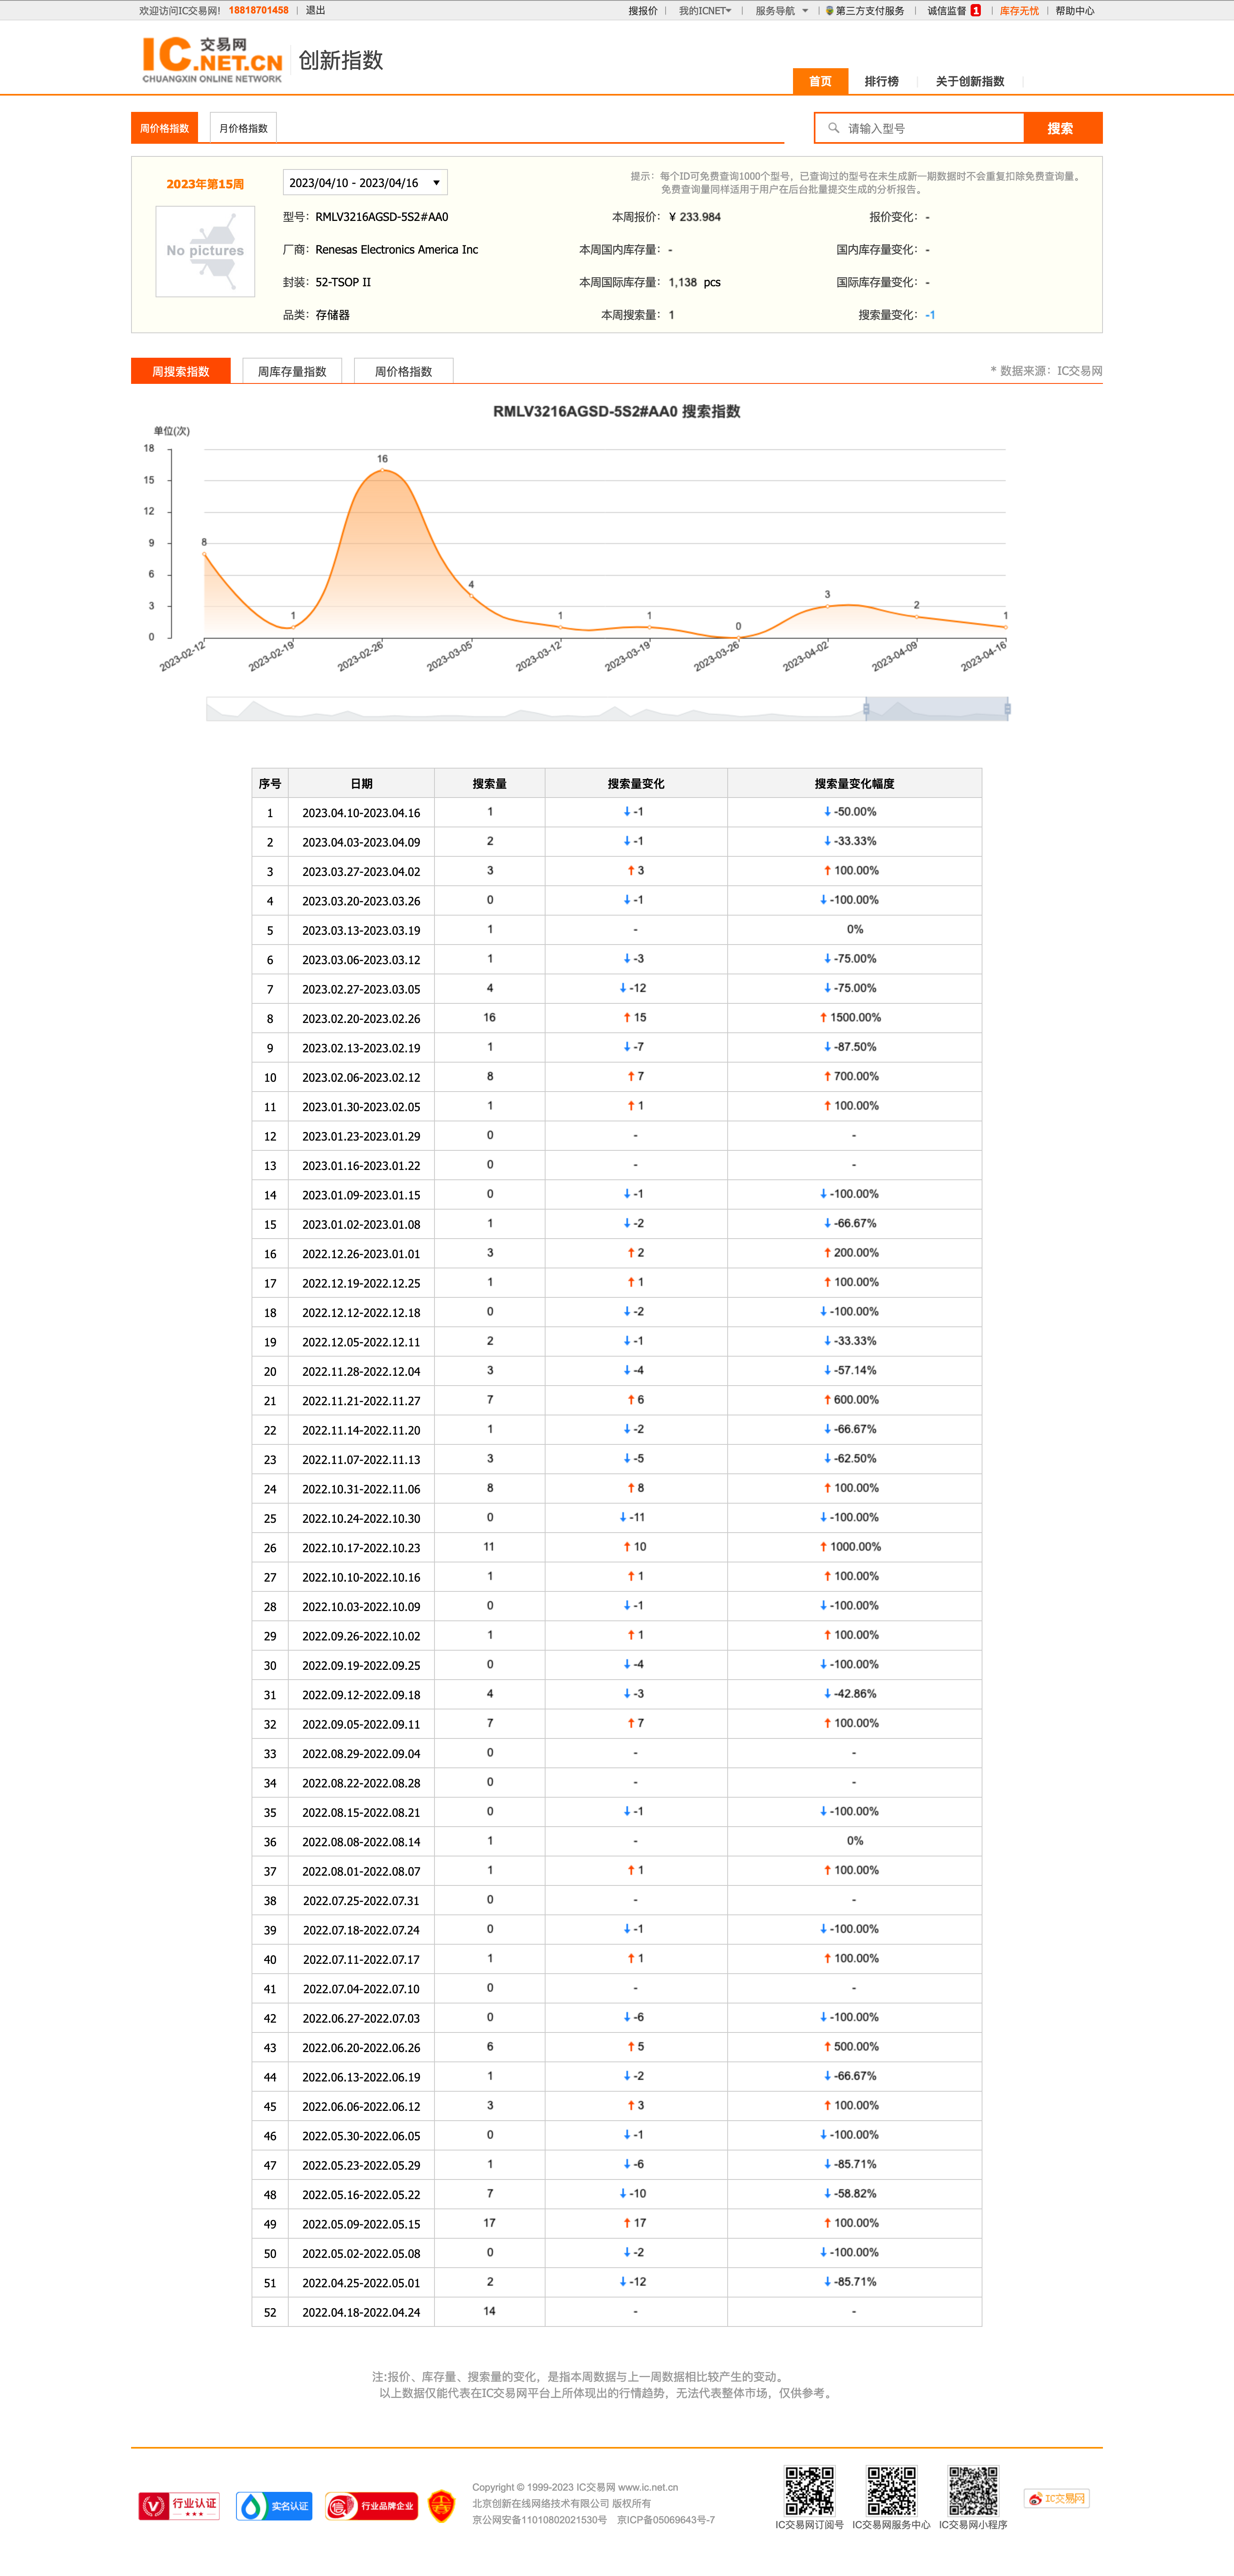 欢迎访问IC交易网! 18818701458 | 退出 搜报价 | 我的ICNET | 服务导航 | 第三方支付服务 | 诚信监督 1 | 库存无忧 | 帮助中心
IC 交易网
.NET.CN
CHUANGXIN ONLINE NETWORK
创新指数
首页 排行榜 关于创新指数
周价格指数 月价格指数 请输入型号 搜索
2023年第15周 2023/04/10 - 2023/04/16
提示：每个ID可免费查询1000个型号，已查询过的型号在未生成新一期数据时不会重复扣除免费查询量。
免费查询量同样适用于用户在后台批量提交生成的分析报告。
No pictures
型号：RMLV3216AGSD-5S2#AA0 本周报价：¥ 233.984 报价变化：-
厂商：Renesas Electronics America Inc 本周国内库存量：- 国内库存量变化：-
封装：52-TSOP II 本周国际库存量：1,138 pcs 国际库存量变化：-
品类：存储器 本周搜索量：1 搜索量变化：-1
周搜索指数 周库存量指数 周价格指数 * 数据来源：IC交易网
RMLV3216AGSD-5S2#AA0 搜索指数
单位(次)
18
15
12
9
6
3
0
8 1 16 4 1 1 0 3 2 1
2023-02-12 2023-02-19 2023-02-26 2023-03-05 2023-03-12 2023-03-19 2023-03-26 2023-04-02 2023-04-09 2023-04-16
序号 日期 搜索量 搜索量变化 搜索量变化幅度
1 2023.04.10-2023.04.16 1 ↓ -1 ↓ -50.00%
2 2023.04.03-2023.04.09 2 ↓ -1 ↓ -33.33%
3 2023.03.27-2023.04.02 3 ↑ 3 ↑ 100.00%
4 2023.03.20-2023.03.26 0 ↓ -1 ↓ -100.00%
5 2023.03.13-2023.03.19 1 - 0%
6 2023.03.06-2023.03.12 1 ↓ -3 ↓ -75.00%
7 2023.02.27-2023.03.05 4 ↓ -12 ↓ -75.00%
8 2023.02.20-2023.02.26 16 ↑ 15 ↑ 1500.00%
9 2023.02.13-2023.02.19 1 ↓ -7 ↓ -87.50%
10 2023.02.06-2023.02.12 8 ↑ 7 ↑ 700.00%
11 2023.01.30-2023.02.05 1 ↑ 1 ↑ 100.00%
12 2023.01.23-2023.01.29 0 - -
13 2023.01.16-2023.01.22 0 - -
14 2023.01.09-2023.01.15 0 ↓ -1 ↓ -100.00%
15 2023.01.02-2023.01.08 1 ↓ -2 ↓ -66.67%
16 2022.12.26-2023.01.01 3 ↑ 2 ↑ 200.00%
17 2022.12.19-2022.12.25 1 ↑ 1 ↑ 100.00%
18 2022.12.12-2022.12.18 0 ↓ -2 ↓ -100.00%
19 2022.12.05-2022.12.11 2 ↓ -1 ↓ -33.33%
20 2022.11.28-2022.12.04 3 ↓ -4 ↓ -57.14%
21 2022.11.21-2022.11.27 7 ↑ 6 ↑ 600.00%
22 2022.11.14-2022.11.20 1 ↓ -2 ↓ -66.67%
23 2022.11.07-2022.11.13 3 ↓ -5 ↓ -62.50%
24 2022.10.31-2022.11.06 8 ↑ 8 ↑ 100.00%
25 2022.10.24-2022.10.30 0 ↓ -11 ↓ -100.00%
26 2022.10.17-2022.10.23 11 ↑ 10 ↑ 1000.00%
27 2022.10.10-2022.10.16 1 ↑ 1 ↑ 100.00%
28 2022.10.03-2022.10.09 0 ↓ -1 ↓ -100.00%
29 2022.09.26-2022.10.02 1 ↑ 1 ↑ 100.00%
30 2022.09.19-2022.09.25 0 ↓ -4 ↓ -100.00%
31 2022.09.12-2022.09.18 4 ↓ -3 ↓ -42.86%
32 2022.09.05-2022.09.11 7 ↑ 7 ↑ 100.00%
33 2022.08.29-2022.09.04 0 - -
34 2022.08.22-2022.08.28 0 - -
35 2022.08.15-2022.08.21 0 ↓ -1 ↓ -100.00%
36 2022.08.08-2022.08.14 1 - 0%
37 2022.08.01-2022.08.07 1 ↑ 1 ↑ 100.00%
38 2022.07.25-2022.07.31 0 - -
39 2022.07.18-2022.07.24 0 ↓ -1 ↓ -100.00%
40 2022.07.11-2022.07.17 1 ↑ 1 ↑ 100.00%
41 2022.07.04-2022.07.10 0 - -
42 2022.06.27-2022.07.03 0 ↓ -6 ↓ -100.00%
43 2022.06.20-2022.06.26 6 ↑ 5 ↑ 500.00%
44 2022.06.13-2022.06.19 1 ↓ -2 ↓ -66.67%
45 2022.06.06-2022.06.12 3 ↑ 3 ↑ 100.00%
46 2022.05.30-2022.06.05 0 ↓ -1 ↓ -100.00%
47 2022.05.23-2022.05.29 1 ↓ -6 ↓ -85.71%
48 2022.05.16-2022.05.22 7 ↓ -10 ↓ -58.82%
49 2022.05.09-2022.05.15 17 ↑ 17 ↑ 100.00%
50 2022.05.02-2022.05.08 0 ↓ -2 ↓ -100.00%
51 2022.04.25-2022.05.01 2 ↓ -12 ↓ -85.71%
52 2022.04.18-2022.04.24 14 - -
注:报价、库存量、搜索量的变化，是指本周数据与上一周数据相比较产生的变动。
以上数据仅能代表在IC交易网平台上所体现出的行情趋势，无法代表整体市场，仅供参考。
行业认证 实名认证 信 行业品牌企业
Copyright © 1999-2023 IC交易网 www.ic.net.cn
北京创新在线网络技术有限公司 版权所有
京公网安备11010802021530号 京ICP备05069643号-7
IC交易网订阅号 IC交易网服务中心 IC交易网小程序
IC交易网